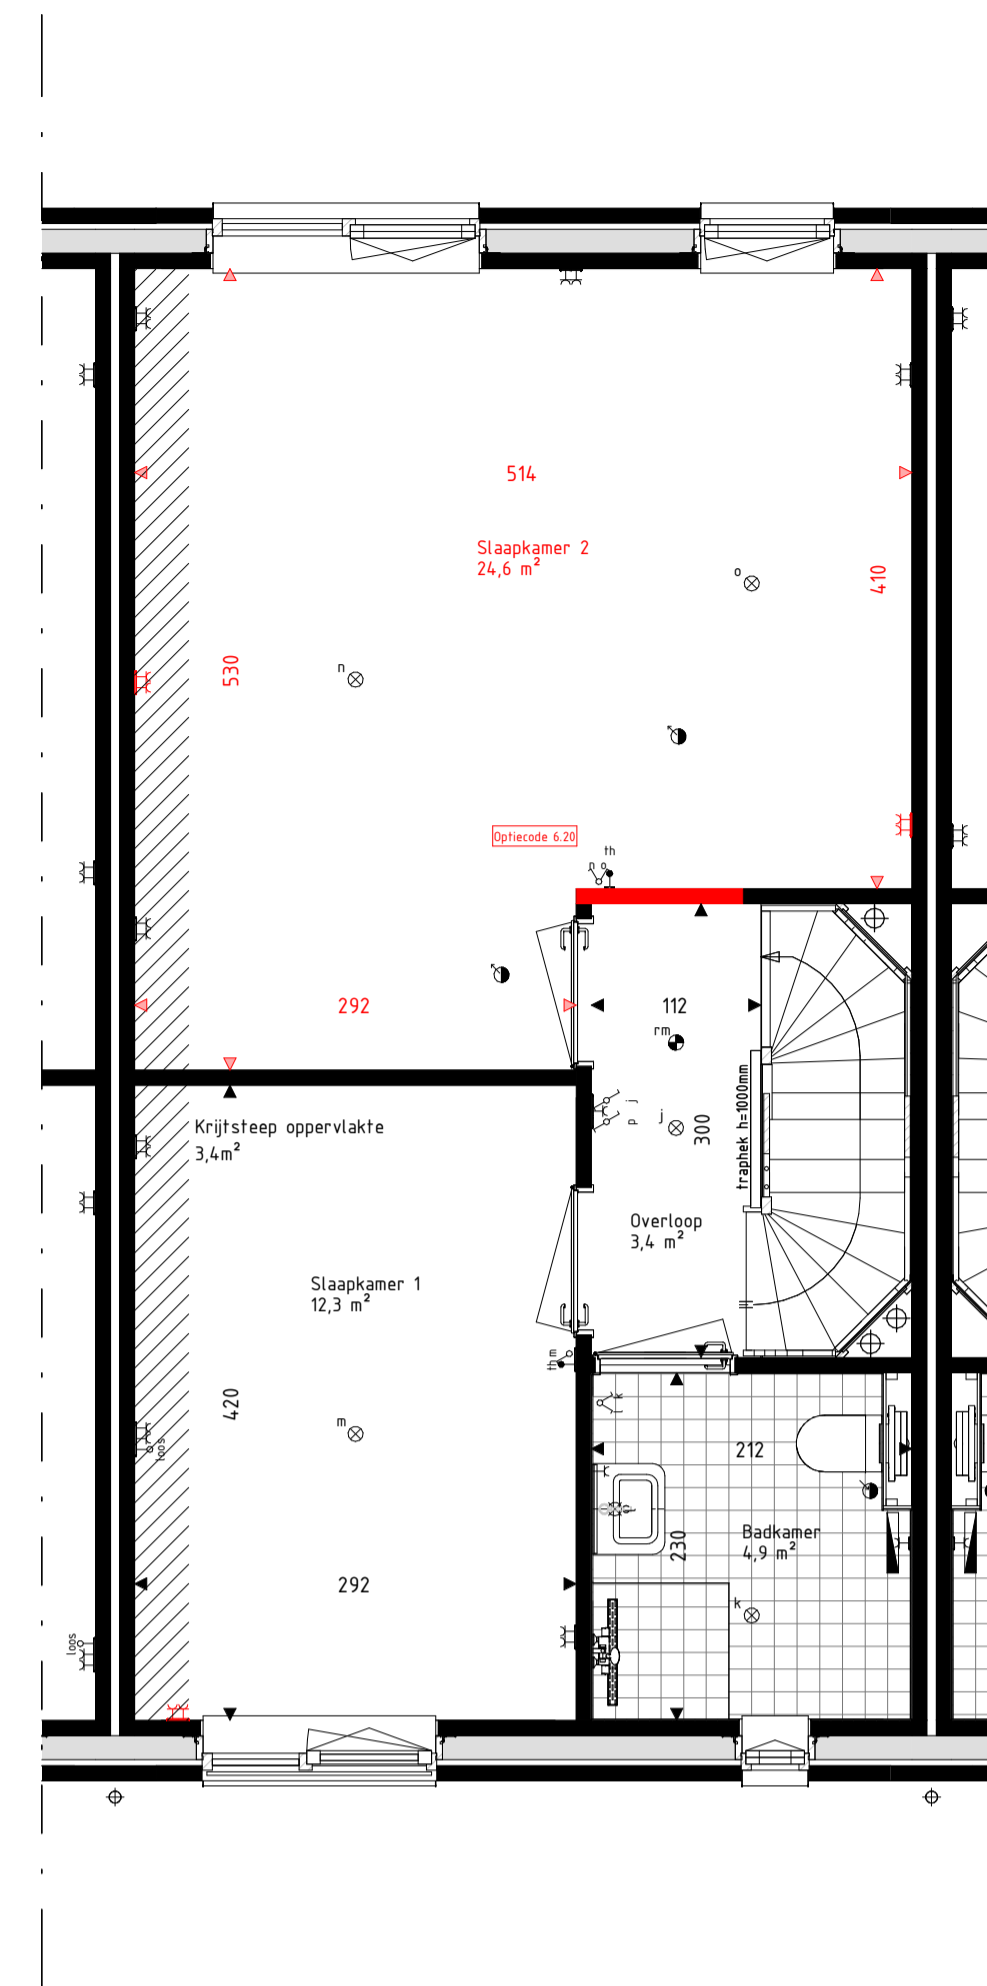 514
Slaapkamer 2
24,6 m²
o
410
n
530
Optiecode 6.20
th
n o
292
112
rm
j
p j
300
traphek h=1000mm
Krijtsteep oppervlakte
3,4m²
Overloop
3,4 m²
Slaapkamer 1
12,3 m²
th m
k
420
m
loos
212
Badkamer
4,9 m²
230
292
k
loos